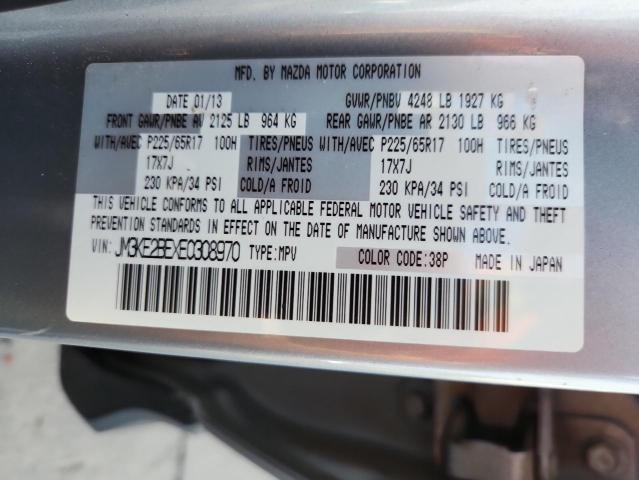 MFD. BY MAZDA MOTOR CORPORATION
DATE 01/13 GVWR/PNBV 4248 LB 1927 KG
FRONT GAWR/PNBE AV 2125 LB 964 KG REAR GAWR/PNBE AR 2130 LB 966 KG
WITH/AVEC P225/65R17 100H TIRES/PNEUS WITH/AVEC P225/65R17 100H TIRES/PNEUS
17X7J RIMS/JANTES 17X7J RIMS/JANTES
230 KPA/34 PSI COLD/A FROID 230 KPA/34 PSI COLD/A FROID
THIS VEHICLE CONFORMS TO ALL APPLICABLE FEDERAL MOTOR VEHICLE SAFETY AND THEFT
PREVENTION STANDARDS IN EFFECT ON THE DATE OF MANUFACTURE SHOWN ABOVE.
VIN: JM3KE2BEXE0308970 TYPE: MPV COLOR CODE: 38P MADE IN JAPAN